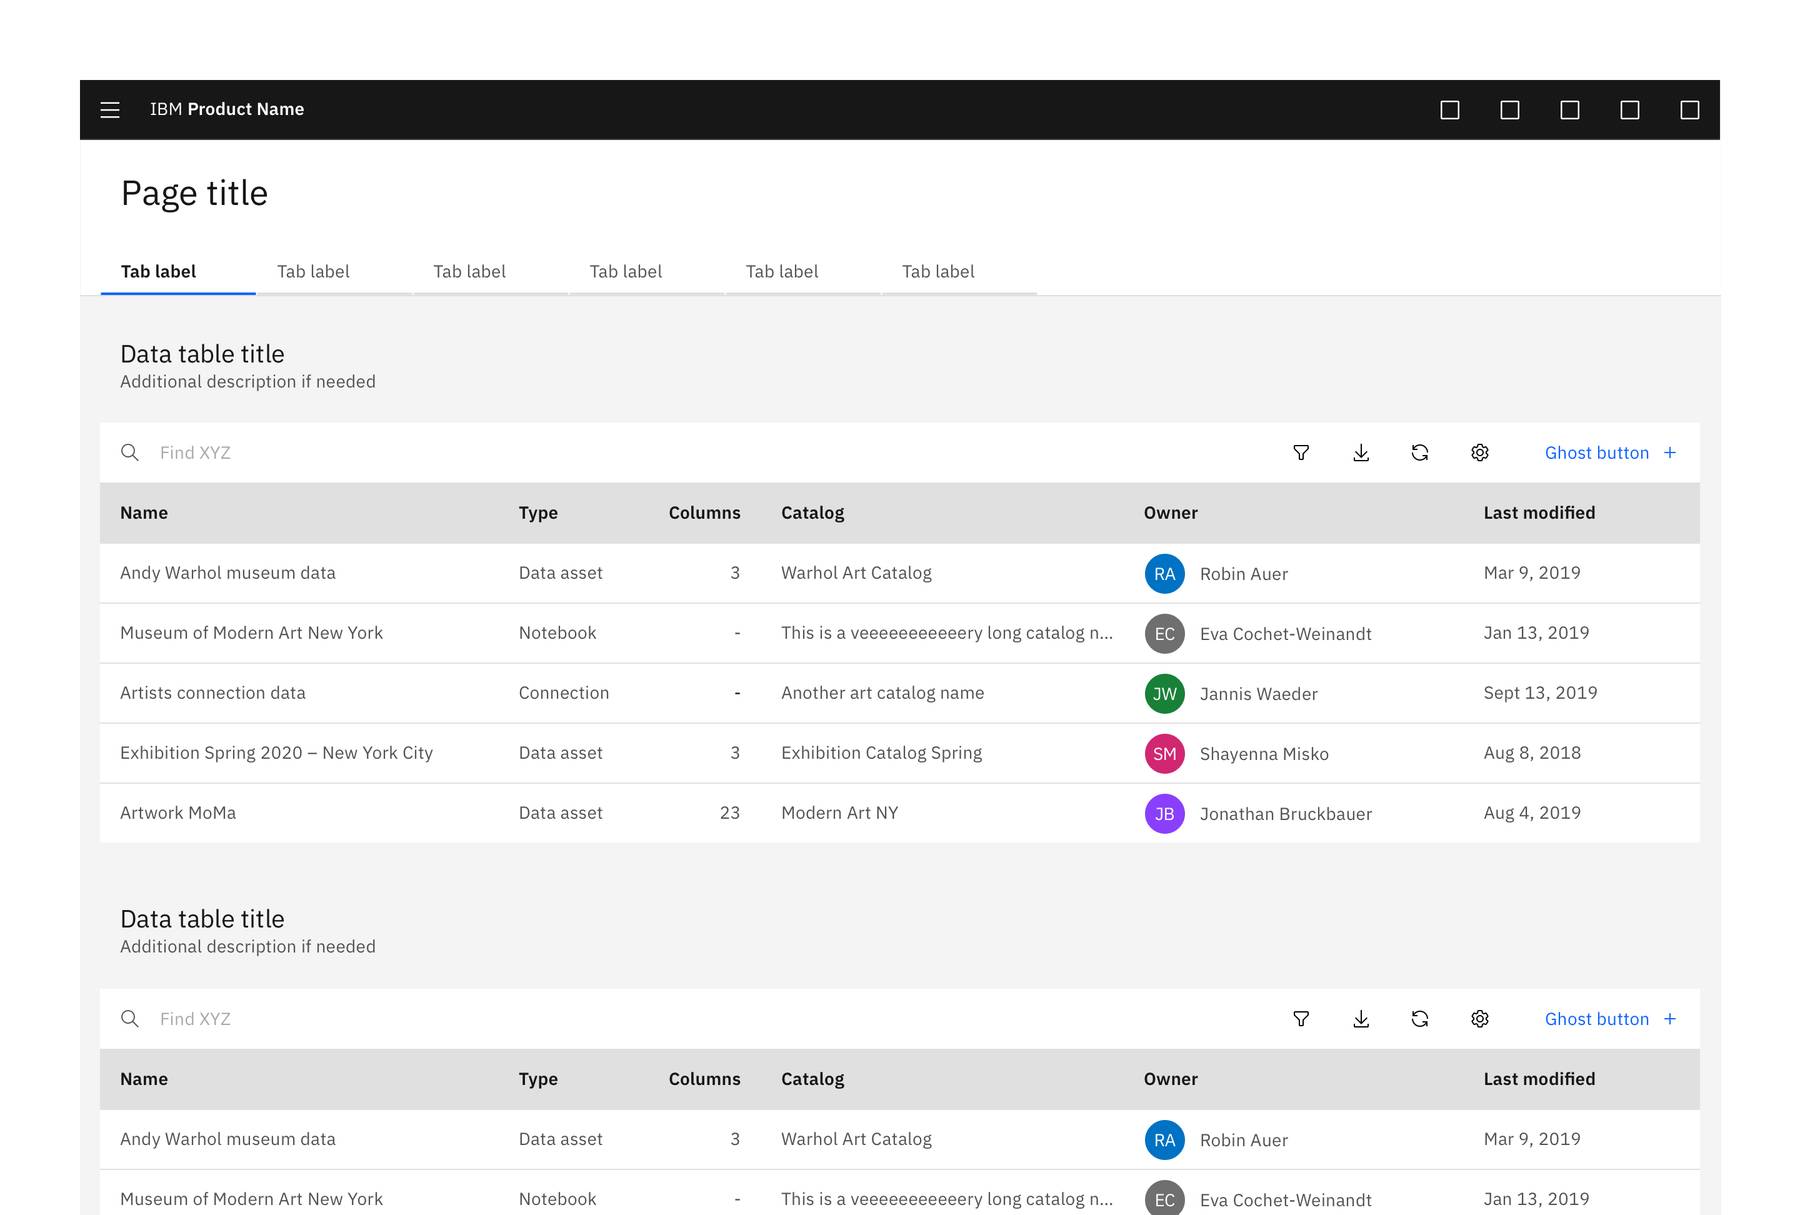 IBM Product Name
Page title
Tab label Tab label Tab label Tab label Tab label Tab label
Data table title
Additional description if needed
Find XYZ Ghost button +
Name Type Columns Catalog Owner Last modified
Andy Warhol museum data Data asset 3 Warhol Art Catalog RA Robin Auer Mar 9, 2019
Museum of Modern Art New York Notebook - This is a veeeeeeeeeeery long catalog n... EC Eva Cochet-Weinandt Jan 13, 2019
Artists connection data Connection - Another art catalog name JW Jannis Waeder Sept 13, 2019
Exhibition Spring 2020 – New York City Data asset 3 Exhibition Catalog Spring SM Shayenna Misko Aug 8, 2018
Artwork MoMa Data asset 23 Modern Art NY JB Jonathan Bruckbauer Aug 4, 2019
Data table title
Additional description if needed
Find XYZ Ghost button +
Name Type Columns Catalog Owner Last modified
Andy Warhol museum data Data asset 3 Warhol Art Catalog RA Robin Auer Mar 9, 2019
Museum of Modern Art New York Notebook - This is a veeeeeeeeeeery long catalog n... EC Eva Cochet-Weinandt Jan 13, 2019